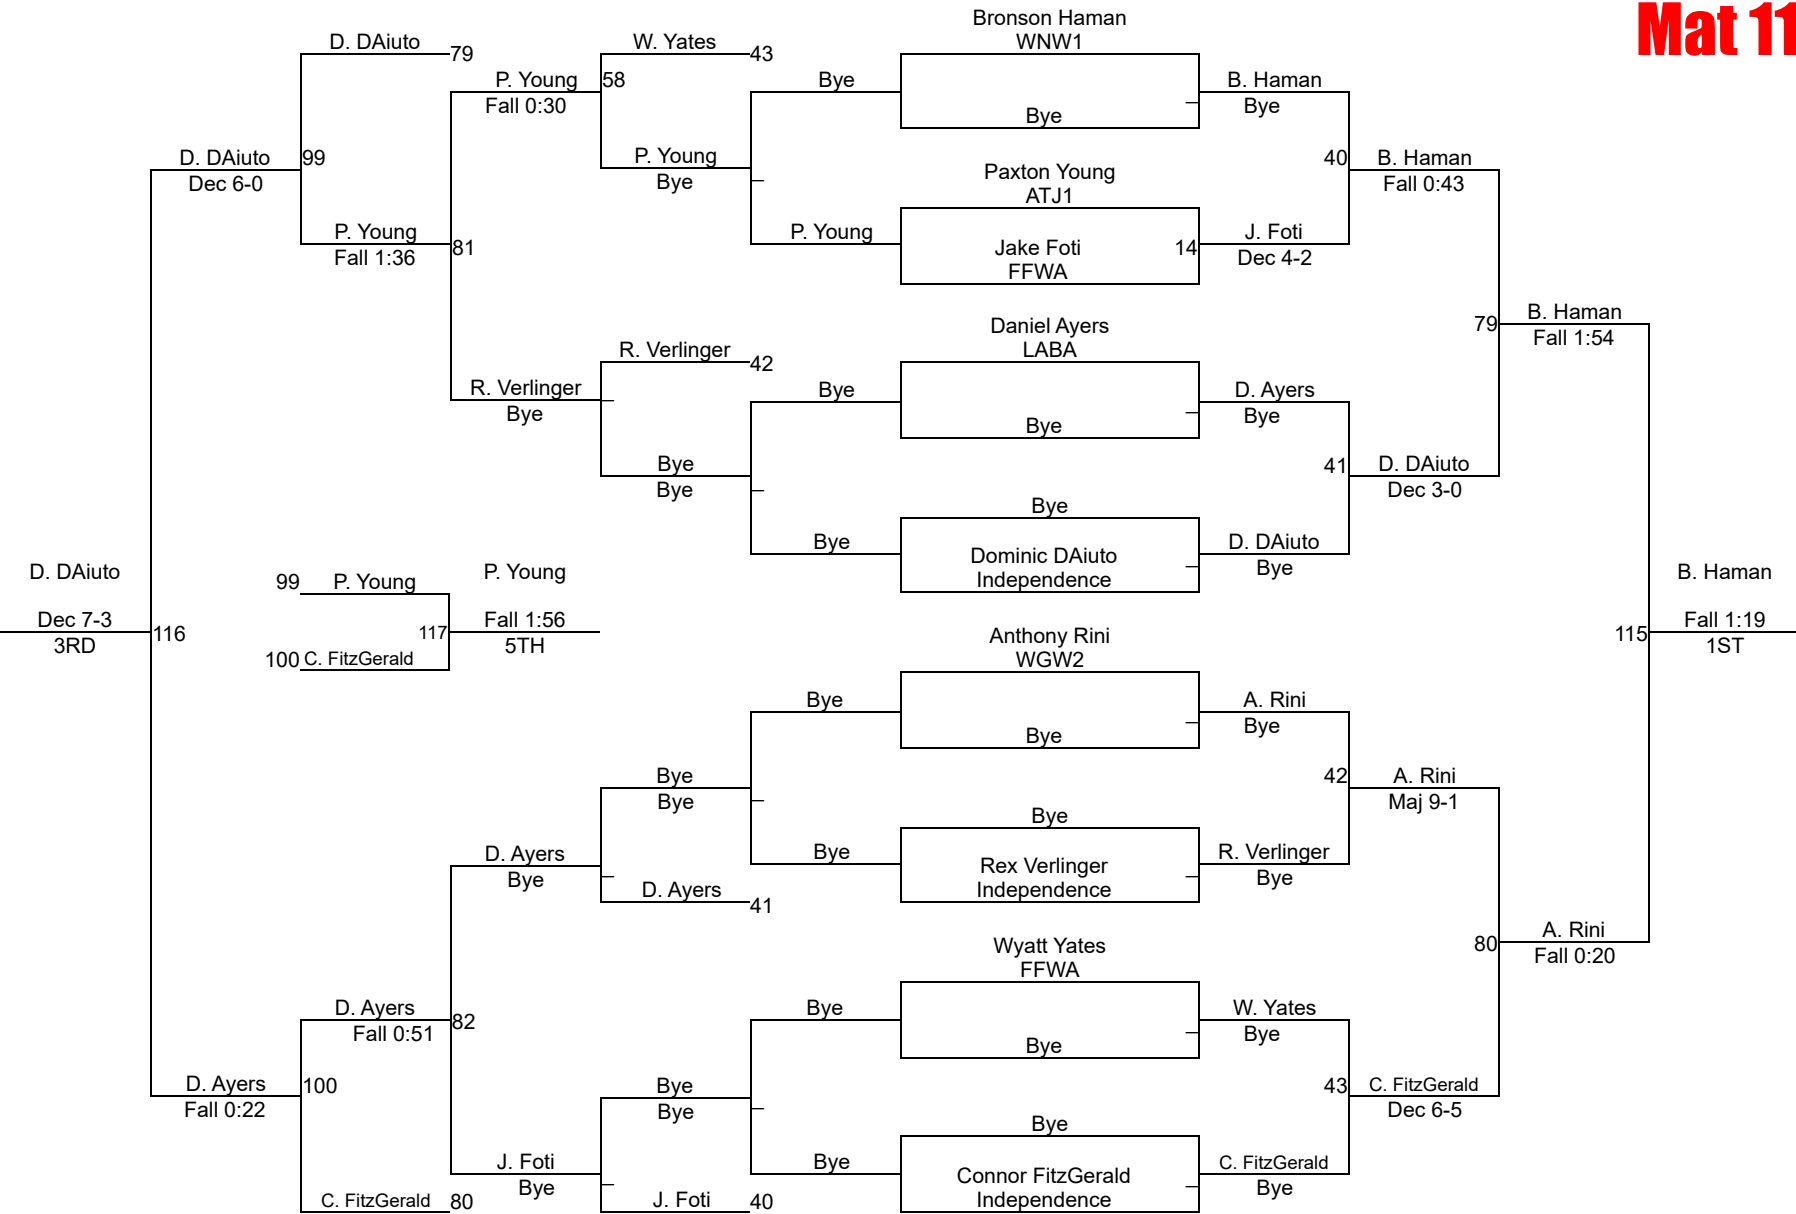 Mat 11
Bronson Haman
WNW1
D. DAiuto
79
W. Yates
43
P. Young
58
Fall 0:30
Bye
Bye
B. Haman
Bye
D. DAiuto
99
Dec 6-0
P. Young
Bye
Paxton Young
ATJ1
40
B. Haman
Fall 0:43
P. Young
81
Fall 1:36
P. Young
Jake Foti
FFWA
14
J. Foti
Dec 4-2
Daniel Ayers
LABA
79
B. Haman
Fall 1:54
R. Verlinger
42
R. Verlinger
Bye
Bye
Bye
D. Ayers
Bye
Bye
Bye
41
D. DAiuto
Dec 3-0
Bye
Bye
Dominic DAiuto
Independence
D. DAiuto
Bye
D. DAiuto
Dec 7-3
3RD
116
99
P. Young
P. Young
117
Fall 1:56
5TH
100
C. FitzGerald
B. Haman
115
Fall 1:19
1ST
Anthony Rini
WGW2
Bye
Bye
A. Rini
Bye
Bye
Bye
42
A. Rini
Maj 9-1
Bye
D. Ayers
Bye
Bye
Rex Verlinger
Independence
R. Verlinger
Bye
D. Ayers
41
Wyatt Yates
FFWA
80
A. Rini
Fall 0:20
D. Ayers
82
Fall 0:51
Bye
Bye
W. Yates
Bye
D. Ayers
100
Fall 0:22
Bye
Bye
43
C. FitzGerald
Dec 6-5
Bye
J. Foti
Bye
Bye
Connor FitzGerald
Independence
C. FitzGerald
Bye
C. FitzGerald
80
J. Foti
40